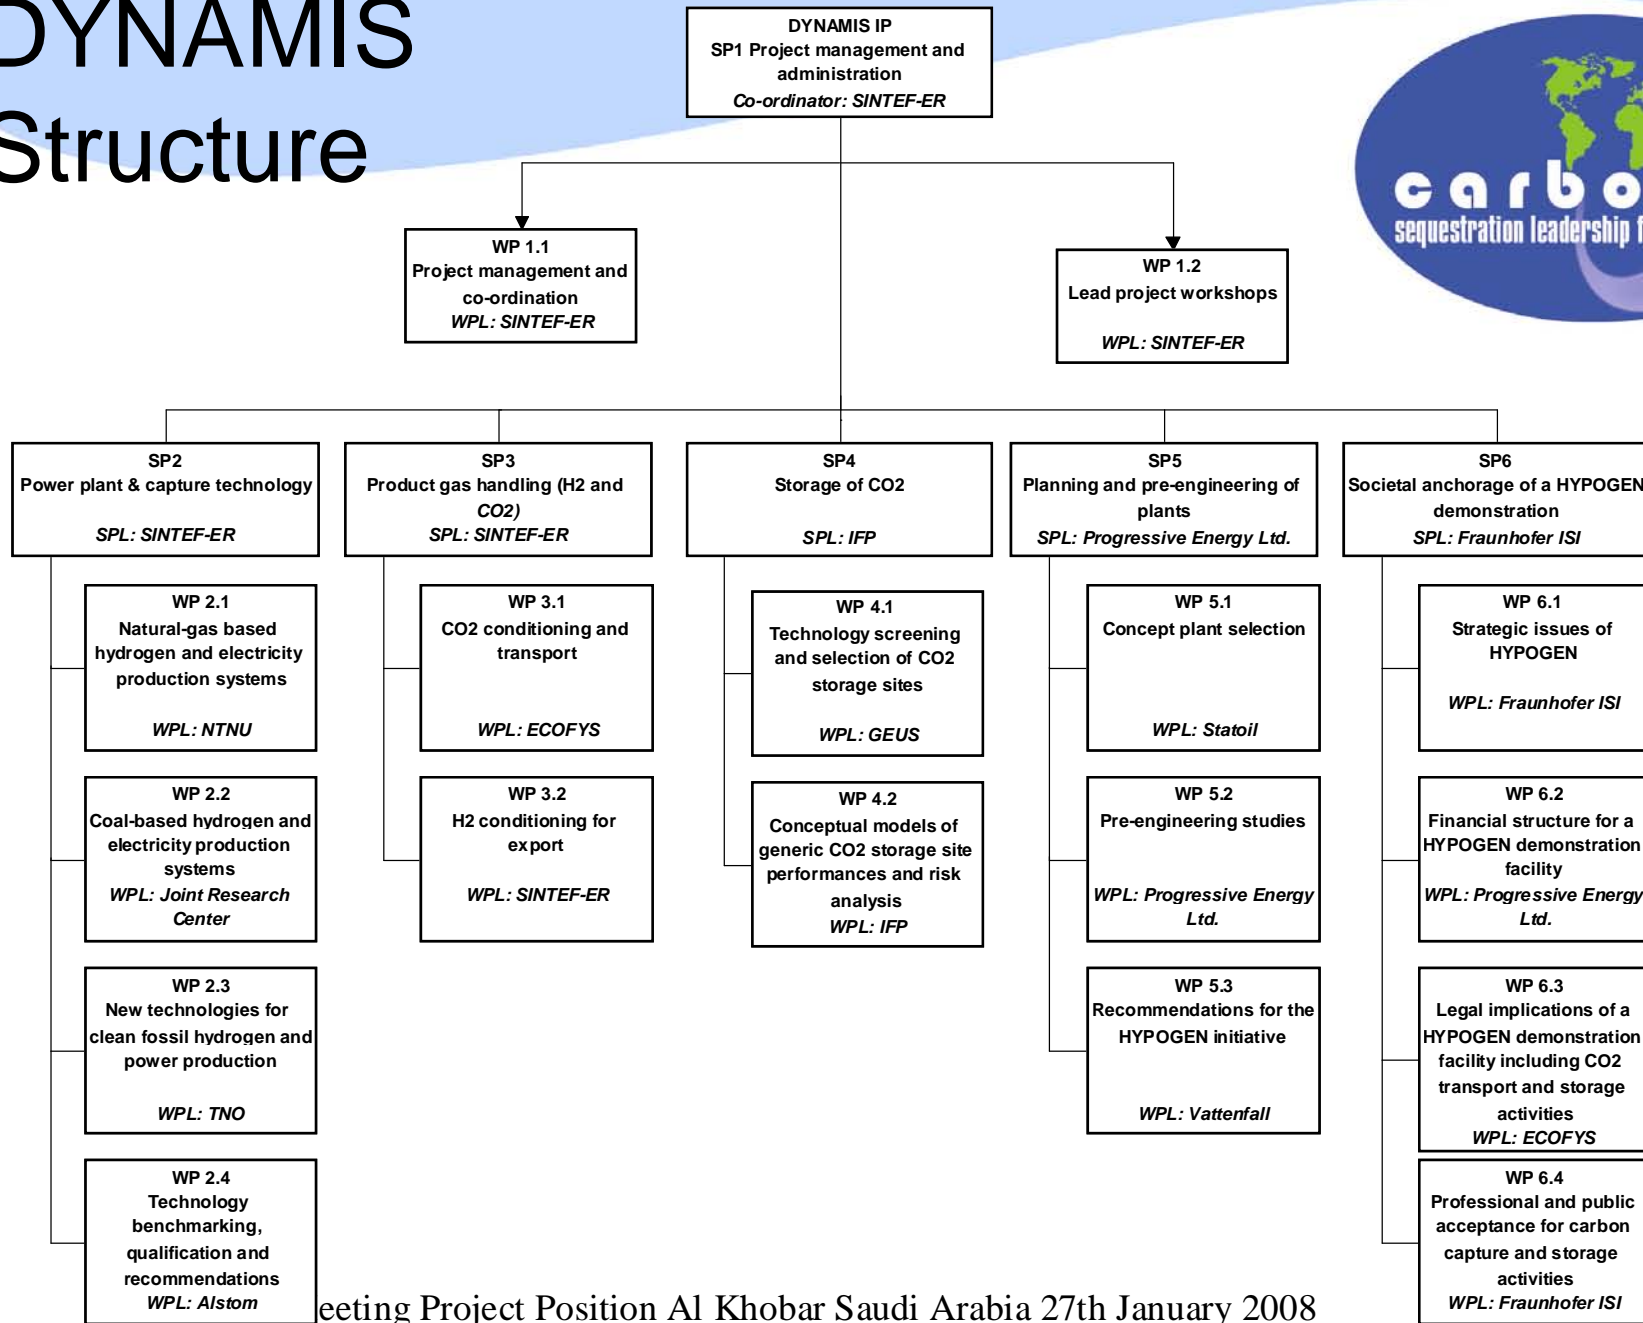 DYNAMIS
Structure
DYNAMIS IP
SP1 Project management and
administration
Co-ordinator: SINTEF-ER
sequestration leadership
WP 1.1
Project management and
co-ordination
WPL: SINTEF-ER
WP 1.2
Lead project workshops
WPL: SINTEF-ER
SP2
Power plant & capture technology
SPL: SINTEF-ER
SP3
Product gas handling (H2 and
CO2)
SPL: SINTEF-ER
SP4
Storage of CO2
SPL: IFP
SP5
Planning and pre-engineering of
plants
SPL: Progressive Energy Ltd.
SP6
Societal anchorage of a HYPOGEN
demonstration
SPL: Fraunhofer ISI
WP 2.1
Natural-gas based
hydrogen and electricity
production systems
WPL: NTNU
WP 2.2
Coal-based hydrogen and
electricity production
systems
WPL: Joint Research
Center
WP 2.3
New technologies for
clean fossil hydrogen and
power production
WPL: TNO
WP 2.4
Technology
benchmarking,
qualification and
recommendations
WPL: Alstom
WP 3.1
CO2 conditioning and
transport
WPL: ECOFYS
WP 3.2
H2 conditioning for
export
WPL: SINTEF-ER
WP 4.1
Technology screening
and selection of CO2
storage sites
WPL: GEUS
WP 4.2
Conceptual models of
generic CO2 storage site
performances and risk
analysis
WPL: IFP
WP 5.1
Concept plant selection
WPL: Statoil
WP 5.2
Pre-engineering studies
WPL: Progressive Energy
Ltd.
WP 5.3
Recommendations for the
HYPOGEN initiative
WPL: Vattenfall
WP 6.1
Strategic issues of
HYPOGEN
WPL: Fraunhofer ISI
WP 6.2
Financial structure for a
HYPOGEN demonstration
facility
WPL: Progressive Energy
Ltd.
WP 6.3
Legal implications of a
HYPOGEN demonstration
facility including CO2
transport and storage
activities
WPL: ECOFYS
WP 6.4
Professional and public
acceptance for carbon
capture and storage
activities
WPL: Fraunhofer ISI
eeting Project Position Al Khobar Saudi Arabia 27th January 2008